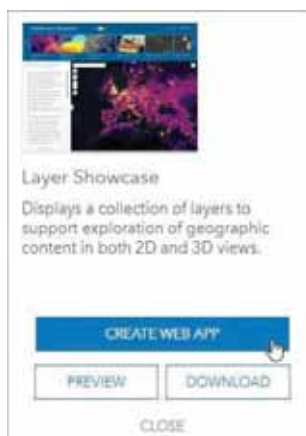 Layer Showcase
Displays a collection of layers to
support exploration of geographic
content in both 2D and 3D views.
CREATE WEB APP
PREVIEW
DOWNLOAD
CLOSE